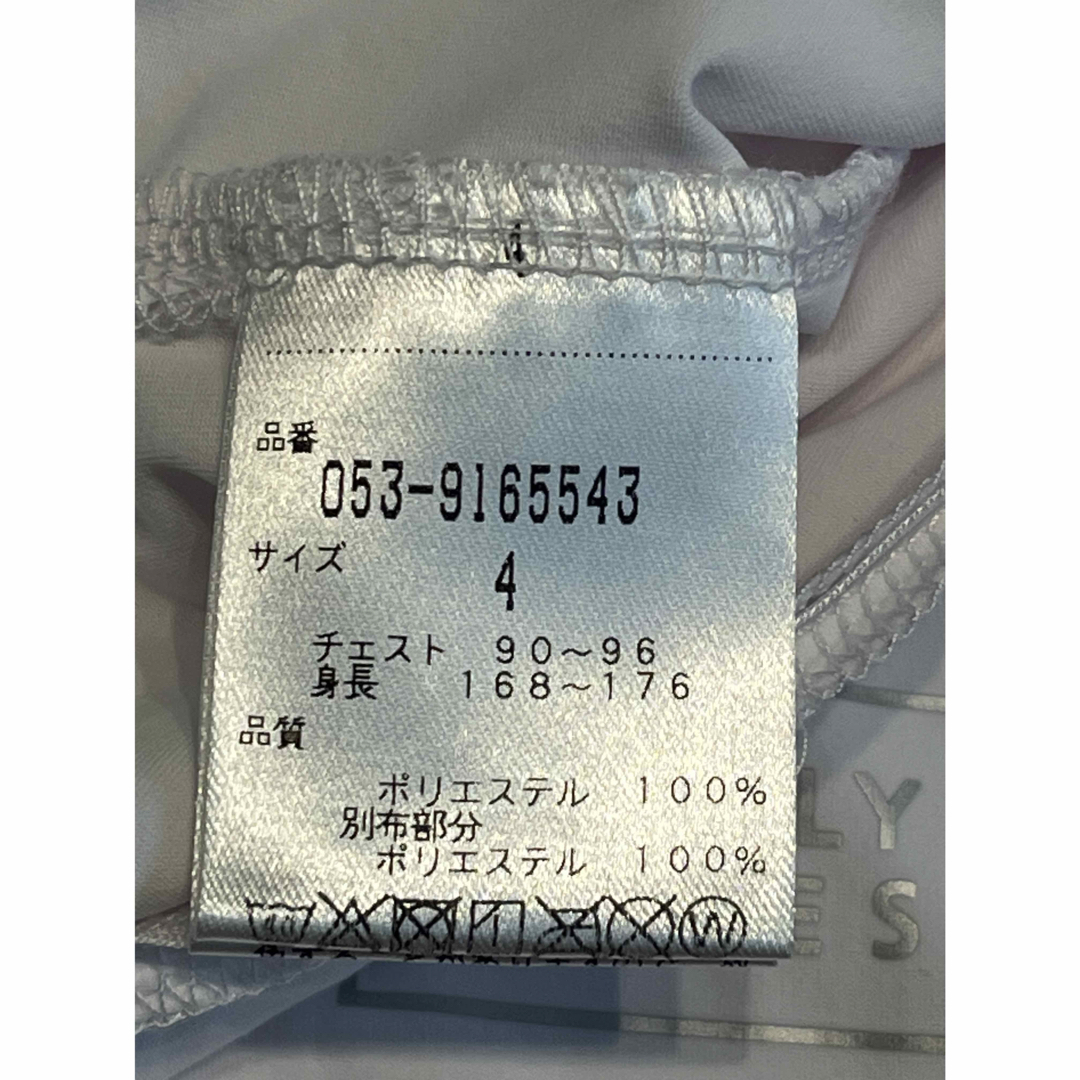 品番
053-9165543
サイズ
4
チェスト 90～96
身長 168～176
品質
ポリエステル 100%
別布部分
ポリエステル 100%
LY
ES